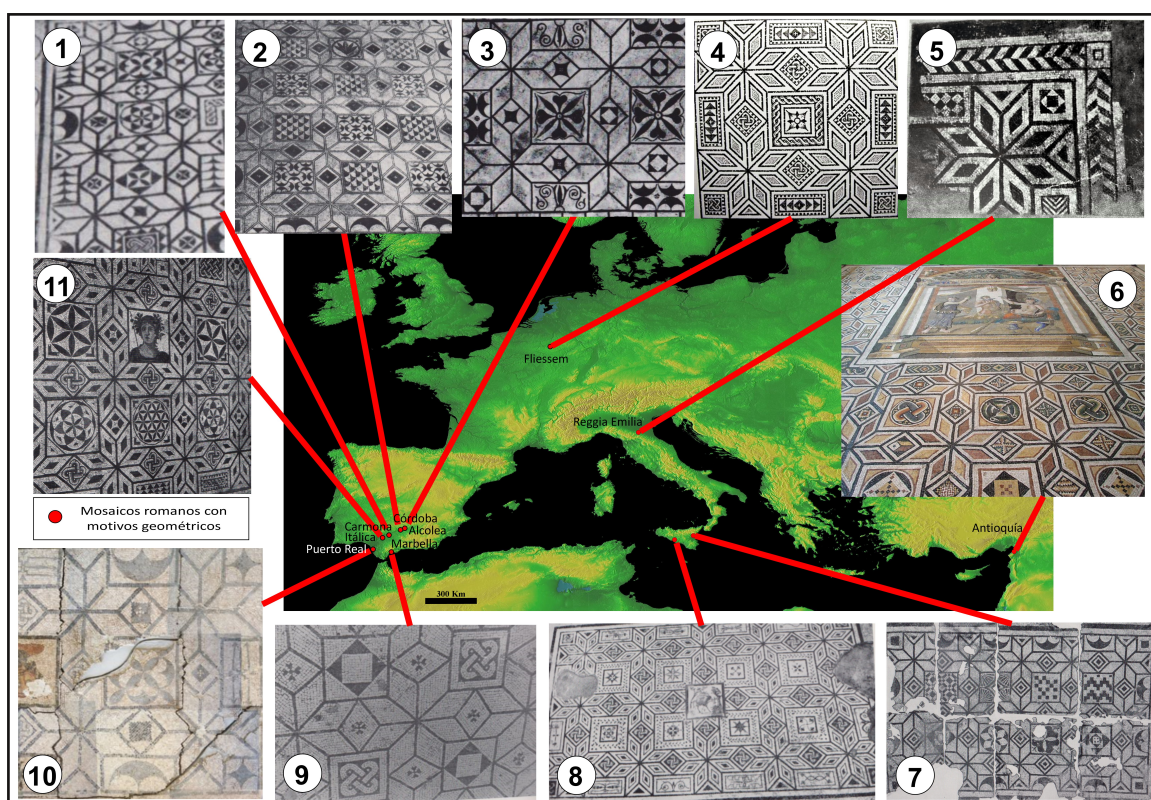 1
2
3
4
5
6
11
Fliessem
Reggia Emilia
Mosaicos romanos con
motivos geométricos
Córdoba
Carmona
Alcolea
Itálica
Puerto Real
Marbella
Antioquía
300 Km
10
9
8
7